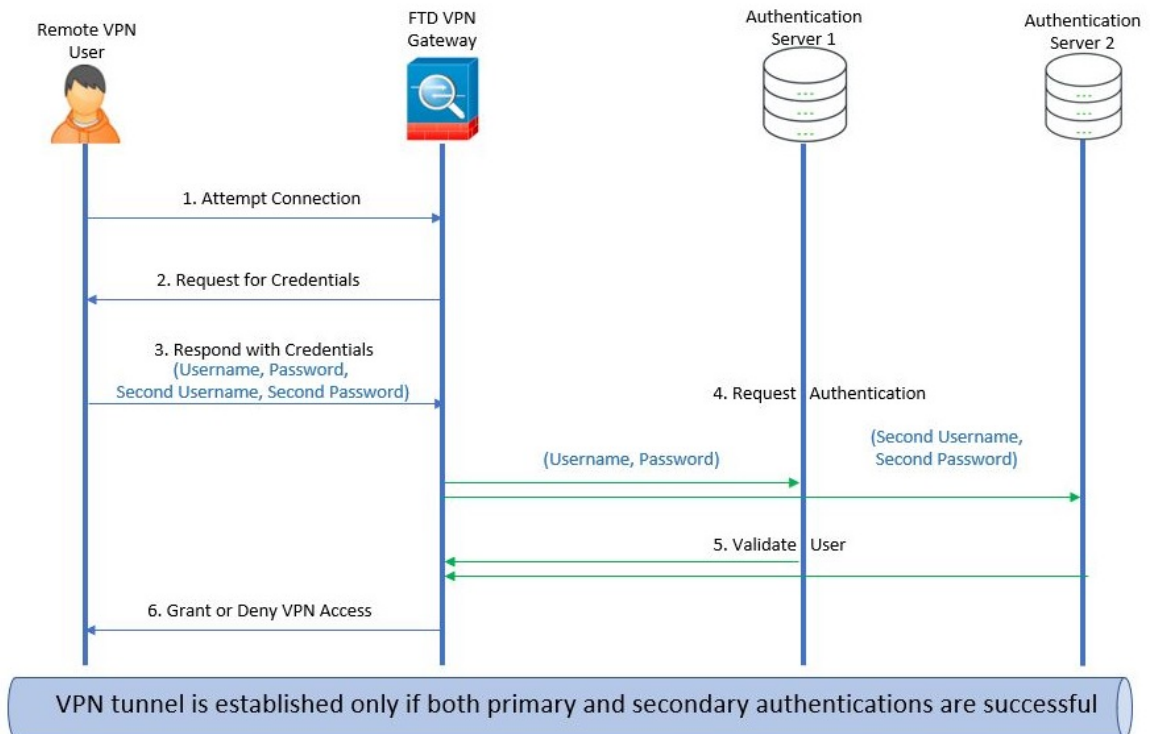 Remote VPN
User
FTD VPN
Gateway
Authentication
Server 1
Authentication
Server 2
1. Attempt Connection
2. Request for Credentials
3. Respond with Credentials
(Username, Password,
Second Username, Second Password)
4. Request Authentication
(Username, Password)
(Second Username,
Second Password)
5. Validate User
6. Grant or Deny VPN Access
VPN tunnel is established only if both primary and secondary authentications are successful